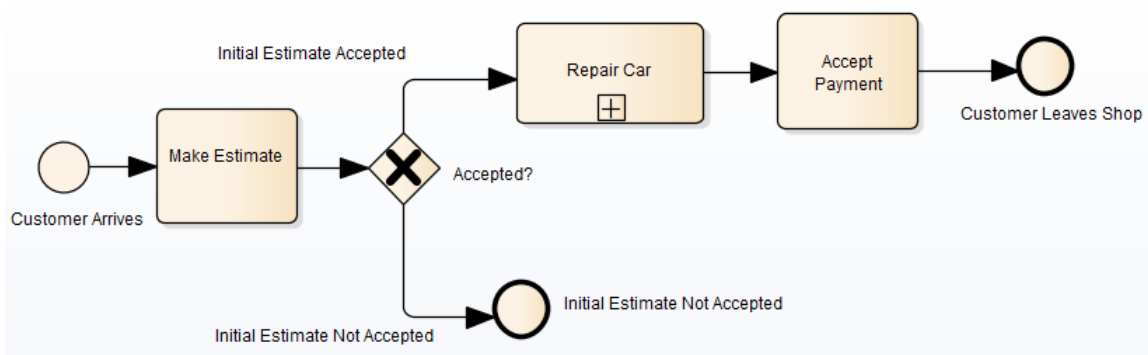 Initial Estimate Accepted
Repair Car
Accept
Payment
Customer Leaves Shop
Make Estimate
Accepted?
Customer Arrives
Initial Estimate Not Accepted
Initial Estimate Not Accepted